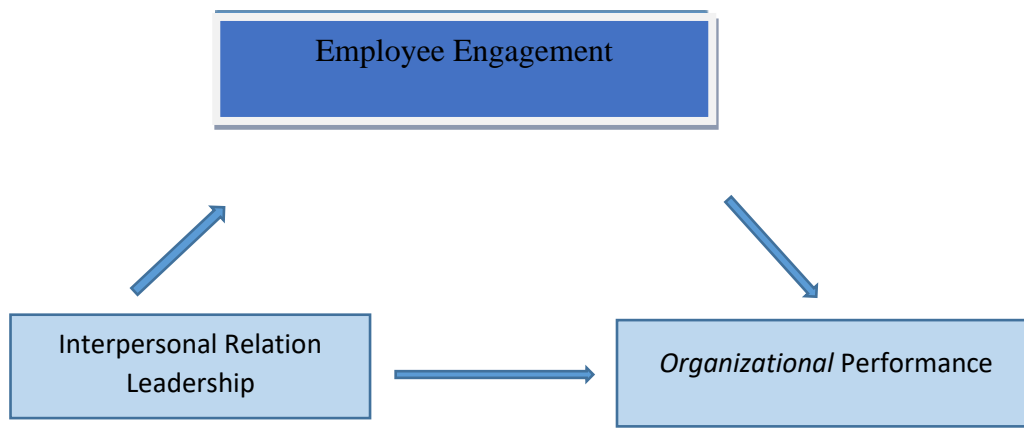 Employee Engagement
Interpersonal Relation
Leadership
Organizational Performance